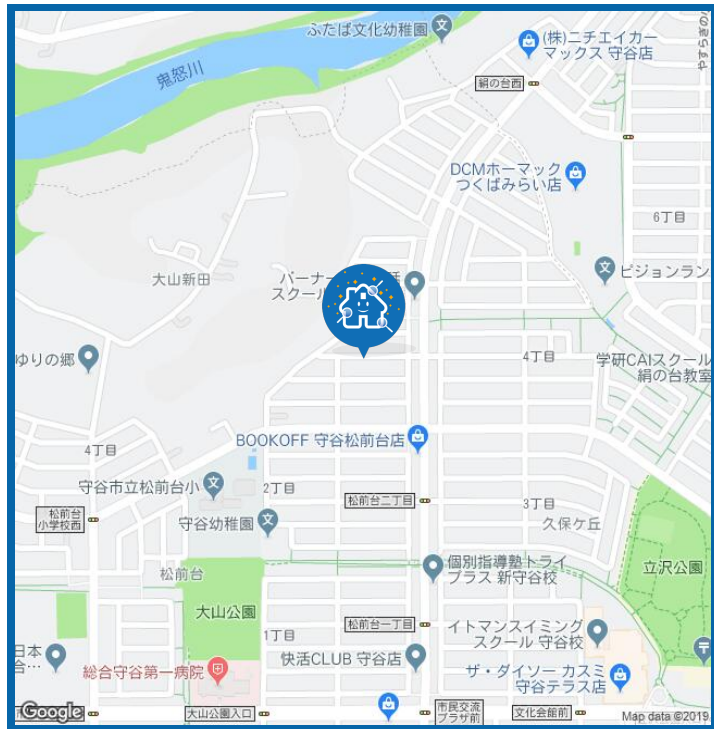 ふたば文化幼稚園
(株)ニチエイカー
マックス 守谷店
鬼怒川
絹の台西
DCMホーマック
つくばみらい店
6丁目
大山新田
バーナー
スクール
ビジョンラン
ゆりの郷
4丁目
学研CAIスクール
絹の台教室
BOOKOFF 守谷松前台店
4丁目
守谷市立松前台小
2丁目
松前台二丁目
3丁目
久保ケ丘
松前台
小学校西
守谷幼稚園
個別指導塾トライ
プラス 新守谷校
立沢公園
松前台
大山公園
松前台一丁目
イトマンスイミング
スクール 守谷校
1丁目
日本
合…
総合守谷第一病院
快活CLUB 守谷店
ザ・ダイソー カスミ
守谷テラス店
Google
大山公園入口
市民交流
プラザ前
文化会館前
Map data ©2019